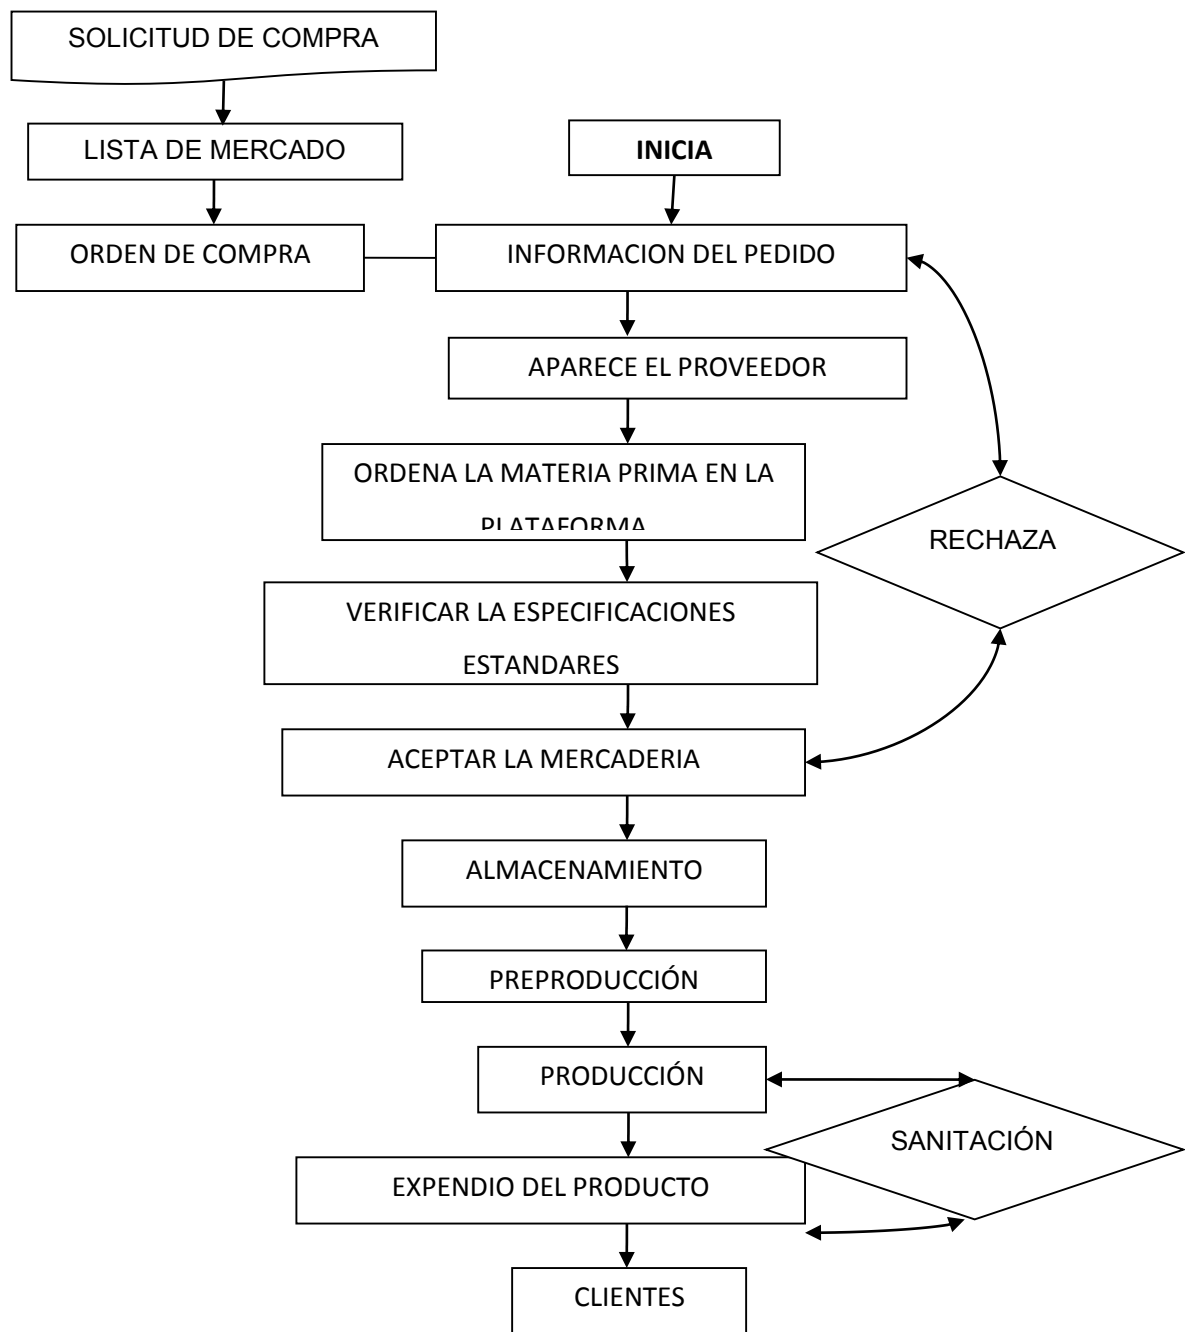 SOLICITUD DE COMPRA
LISTA DE MERCADO
INICIA
ORDEN DE COMPRA
INFORMACION DEL PEDIDO
APARECE EL PROVEEDOR
ORDENA LA MATERIA PRIMA EN LA
PLATAFORMA
RECHAZA
VERIFICAR LA ESPECIFICACIONES
ESTANDARES
ACEPTAR LA MERCADERIA
ALMACENAMIENTO
PREPRODUCCIÓN
PRODUCCIÓN
SANITACIÓN
EXPENDIO DEL PRODUCTO
CLIENTES